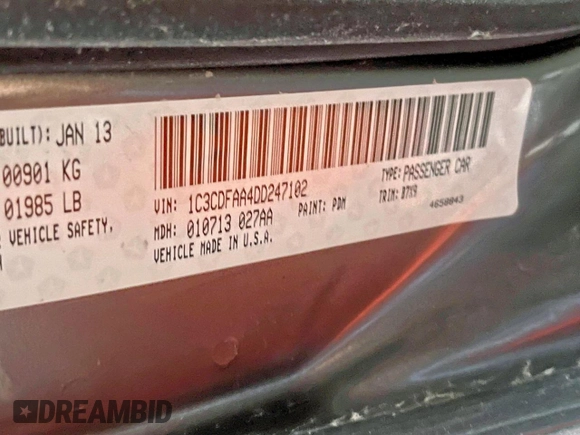 BUILT): JAN 13
00901 KG
01985 LB
VEHICLE SAFETY,
VIN: 1C3CDFAA4DD247102
TYPE: PASSENGER CAR
MDH: 010713 027AA
PAINT: PDM
TRIM: B7X9
4658043
VEHICLE MADE IN U.S.A.
DREAMBID